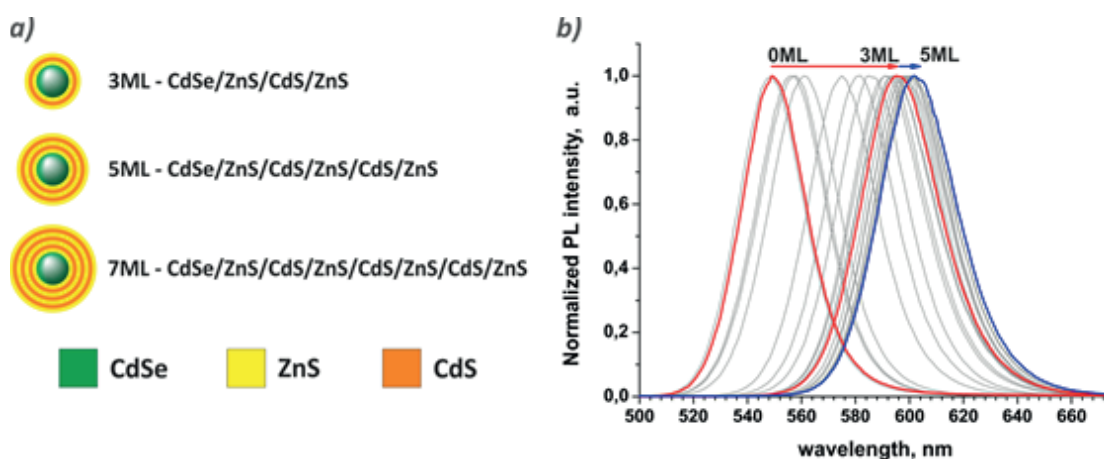 a)
3ML - CdSe/ZnS/CdS/ZnS
5ML - CdSe/ZnS/CdS/ZnS/CdS/ZnS
7ML - CdSe/ZnS/CdS/ZnS/CdS/ZnS/CdS/ZnS
CdSe ZnS CdS
b)
0ML 3ML 5ML
1,0
0,8
0,6
0,4
0,2
0,0
Normalized PL intensity, a.u.
500 520 540 560 580 600 620 640 660
wavelength, nm